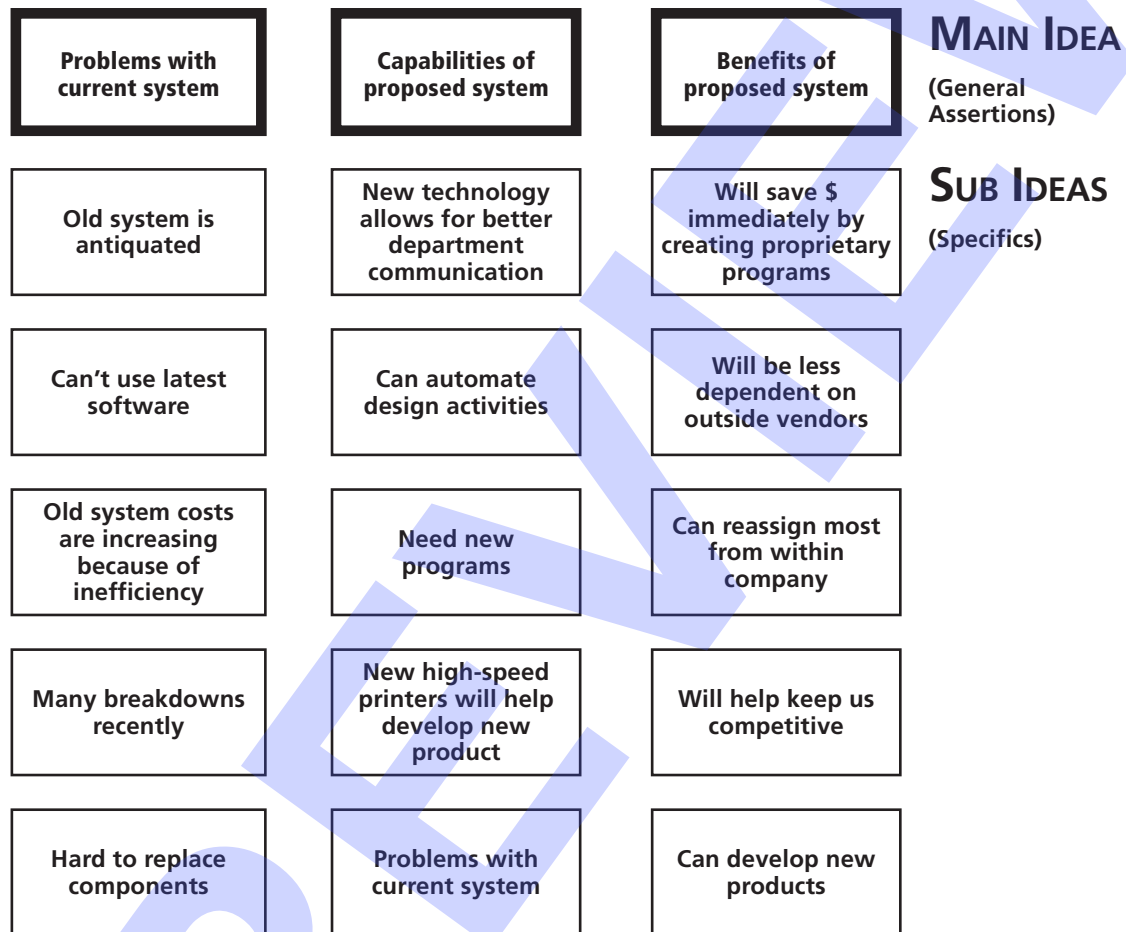 Problems with
current system
Capabilities of
proposed system
Benefits of
proposed system
MAIN IDEA
(General
Assertions)
Old system is
antiquated
New technology
allows for better
department
communication
Will save $
immediately by
creating proprietary
programs
SUB IDEAS
(Specifics)
Can't use latest
software
Can automate
design activities
Will be less
dependent on
outside vendors
Old system costs
are increasing
because of
inefficiency
Need new
programs
Can reassign most
from within
company
Many breakdowns
recently
New high-speed
printers will help
develop new
product
Will help keep us
competitive
Hard to replace
components
Problems with
current system
Can develop new
products